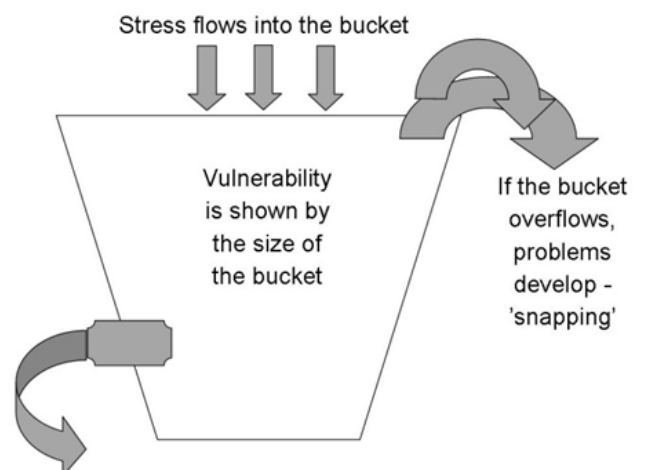 Stress flows into the bucket
Vulnerability
is shown by
the size of
the bucket
If the bucket
overflows,
problems
develop -
'snapping'